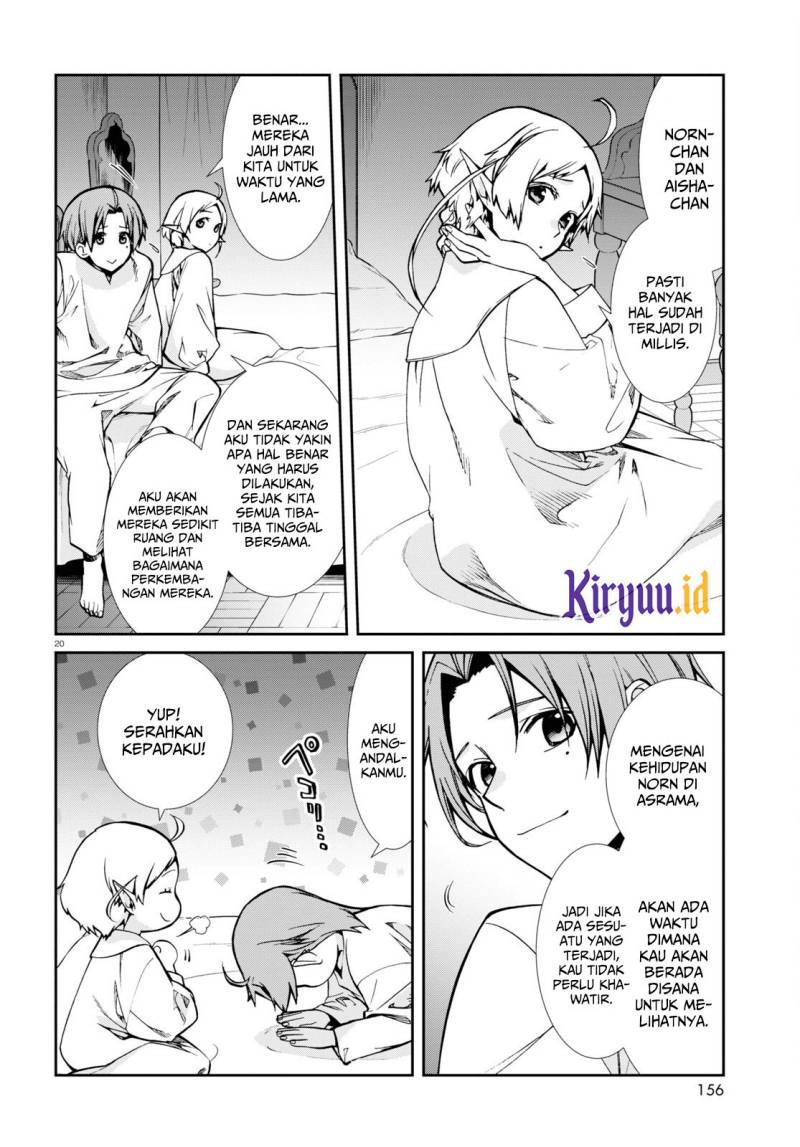 NORN-
CHAN
DAN
AISHA-
CHAN
PASTI
BANYAK
HAL SUDAH
TERJADI DI
MILLIS.
BENAR...
MEREKA
JAUH DARI
KITA UNTUK
WAKTU YANG
LAMA.
DAN SEKARANG
AKU TIDAK YAKIN
APA HAL BENAR
YANG HARUS
DILAKUKAN,
SEJAK KITA
SEMUA TIBA-
TIBA TINGGAL
BERSAMA.
AKU AKAN
MEMBERIKAN
MEREKA SEDIKIT
RUANG DAN
MELIHAT
BAGAIMANA
PERKEMBA-
NGAN MEREKA.
Kiryuu.id
20
MENGENAI
KEHIDUPAN
NORN DI
ASRAMA,
AKAN ADA
WAKTU
DIMANA
KAU AKAN
BERADA
DISANA
UNTUK ME-
LIHATNYA.
JADI JIKA
ADA SESU-
ATU YANG
TERJADI,
KAU TIDAK
PERLU KHA-
WATIR.
AKU
MENG-
ANDAL-
KANMU.
ペコリ…
YUP!
SERAHKAN
KEPADAKU!
156